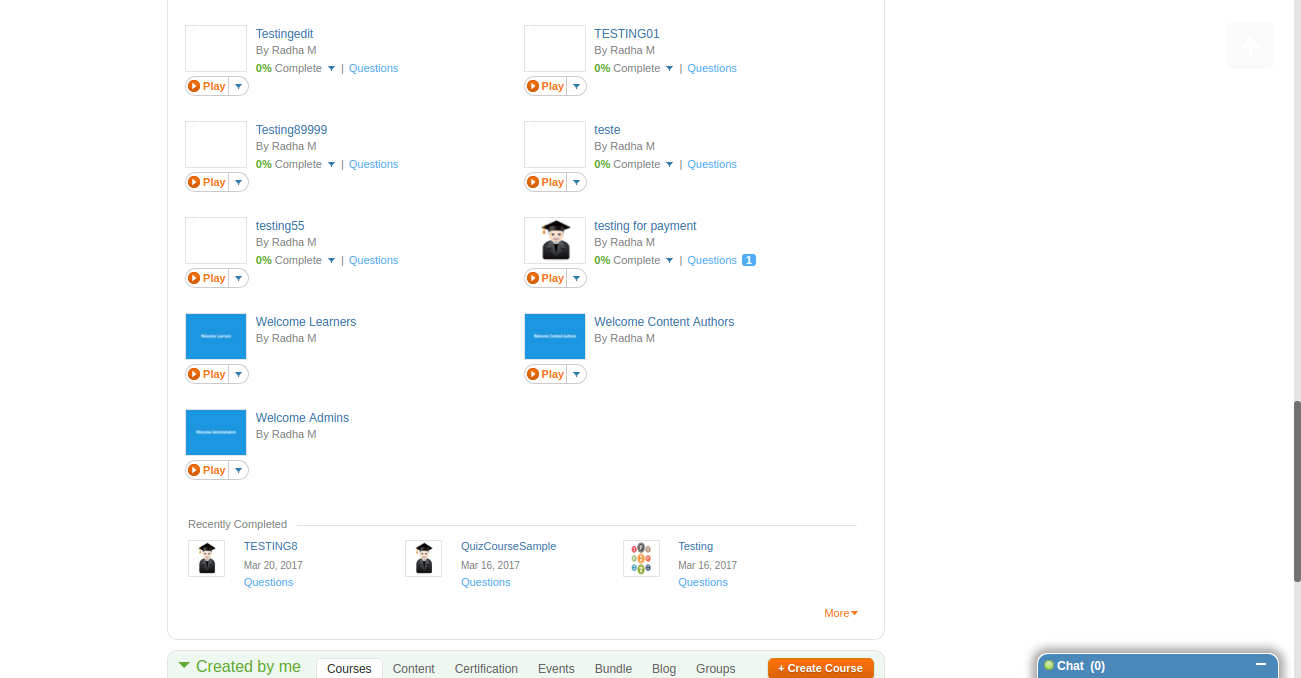 Testingedit
By Radha M
0% Complete | Questions
Play
TESTING01
By Radha M
0% Complete | Questions
Play
Testing89999
By Radha M
0% Complete | Questions
Play
teste
By Radha M
0% Complete | Questions
Play
testing55
By Radha M
0% Complete | Questions
Play
testing for payment
By Radha M
0% Complete | Questions 1
Play
Welcome Learners
Welcome Learners
By Radha M
Play
Welcome Content Authors
Welcome Content Authors
By Radha M
Play
Welcome Administrators
Welcome Admins
By Radha M
Play
Recently Completed
TESTING8
Mar 20, 2017
Questions
QuizCourseSample
Mar 16, 2017
Questions
Testing
Mar 16, 2017
Questions
More
Created by me Courses Content Certification Events Bundle Blog Groups + Create Course
Chat (0)